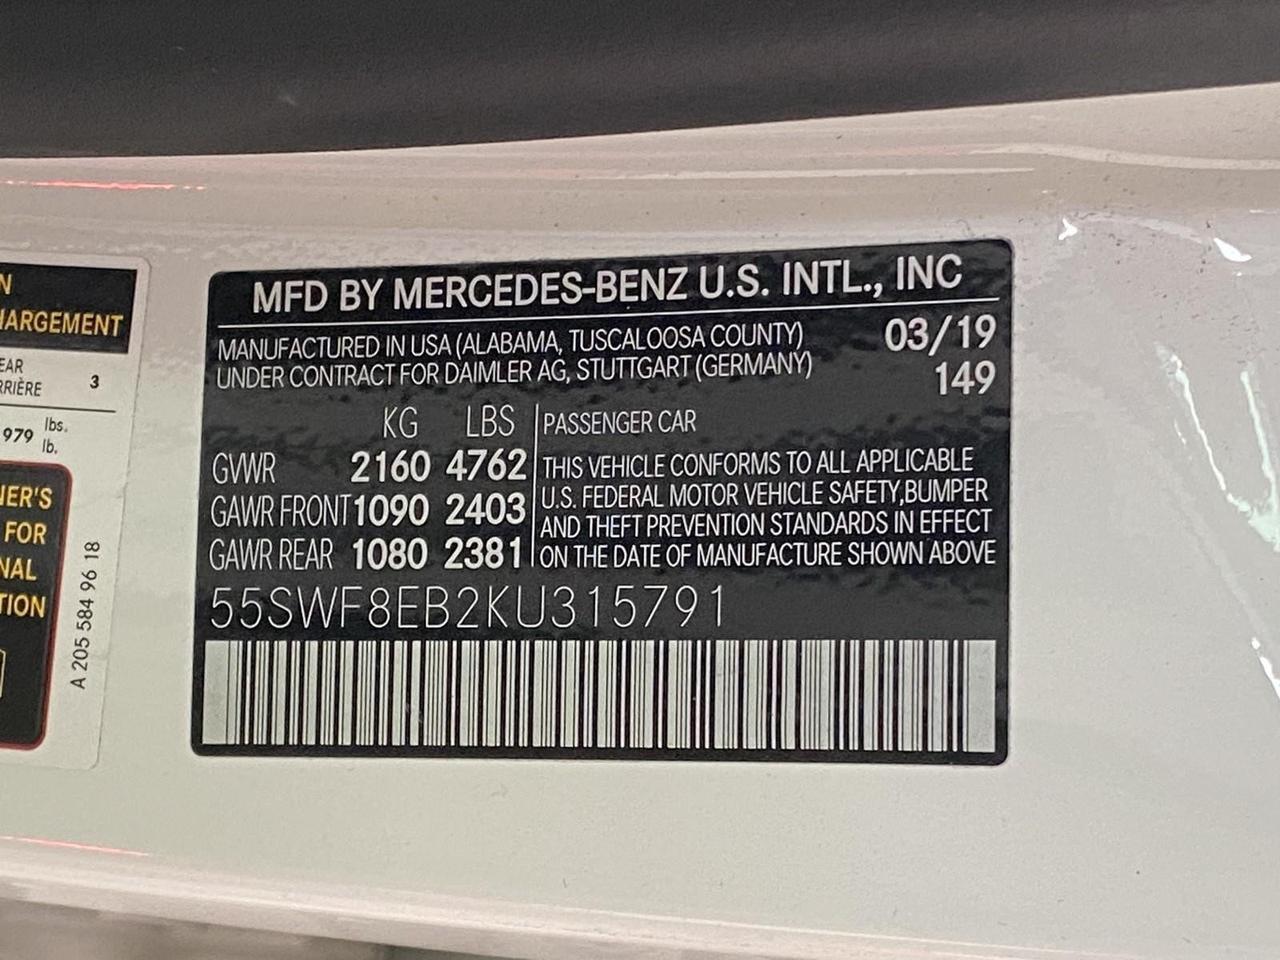 N
HARGEMENT
EAR
RRIÈRE
3
979 lbs.
lb.
NER'S
FOR
NAL
TION
A 205 584 96 18
MFD BY MERCEDES-BENZ U.S. INTL., INC
MANUFACTURED IN USA (ALABAMA, TUSCALOOSA COUNTY) 03/19
UNDER CONTRACT FOR DAIMLER AG, STUTTGART (GERMANY) 149
KG LBS PASSENGER CAR
GVWR 2160 4762
GAWR FRONT 1090 2403
GAWR REAR 1080 2381
THIS VEHICLE CONFORMS TO ALL APPLICABLE
U.S. FEDERAL MOTOR VEHICLE SAFETY,BUMPER
AND THEFT PREVENTION STANDARDS IN EFFECT
ON THE DATE OF MANUFACTURE SHOWN ABOVE
55SWF8EB2KU315791